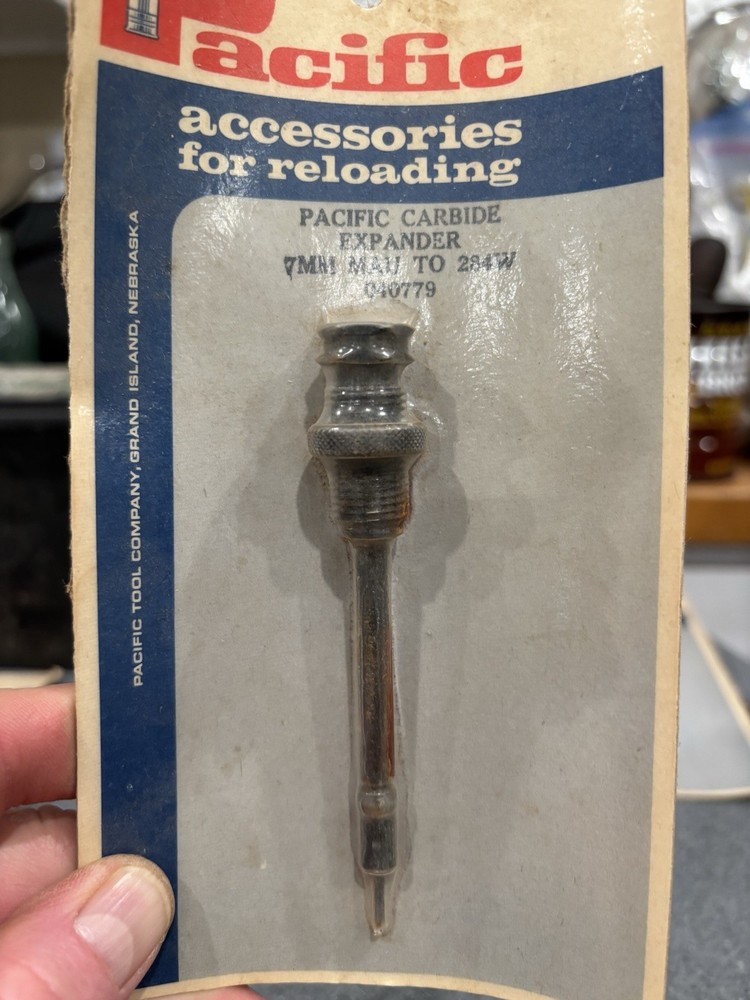 Pacific
accessories
for reloading
PACIFIC CARBIDE
EXPANDER
7MM MAU TO 284W
040779
PACIFIC TOOL COMPANY, GRAND ISLAND, NEBRASKA